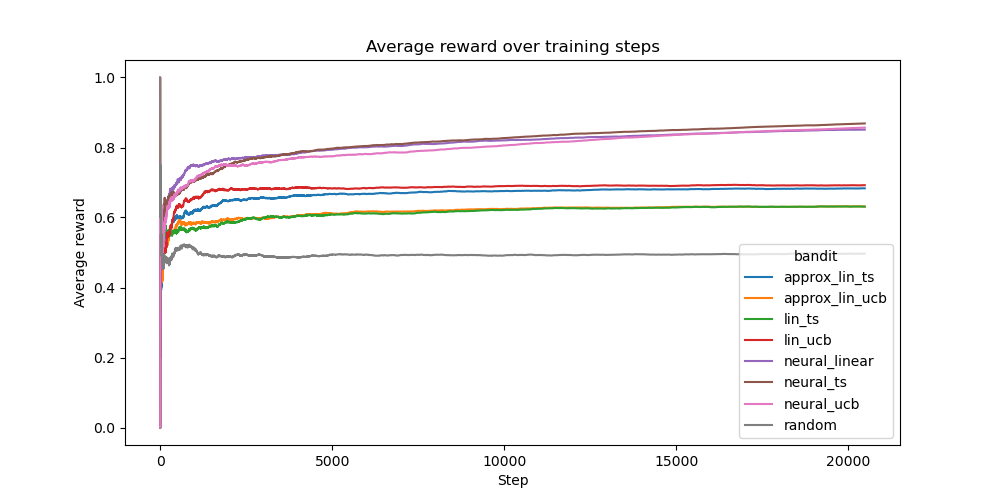 Average reward over training steps
Average reward
1.0
0.8
0.6
0.4
0.2
0.0
0
5000
10000
15000
20000
Step
bandit
approx_lin_ts
approx_lin_ucb
lin_ts
lin_ucb
neural_linear
neural_ts
neural_ucb
random